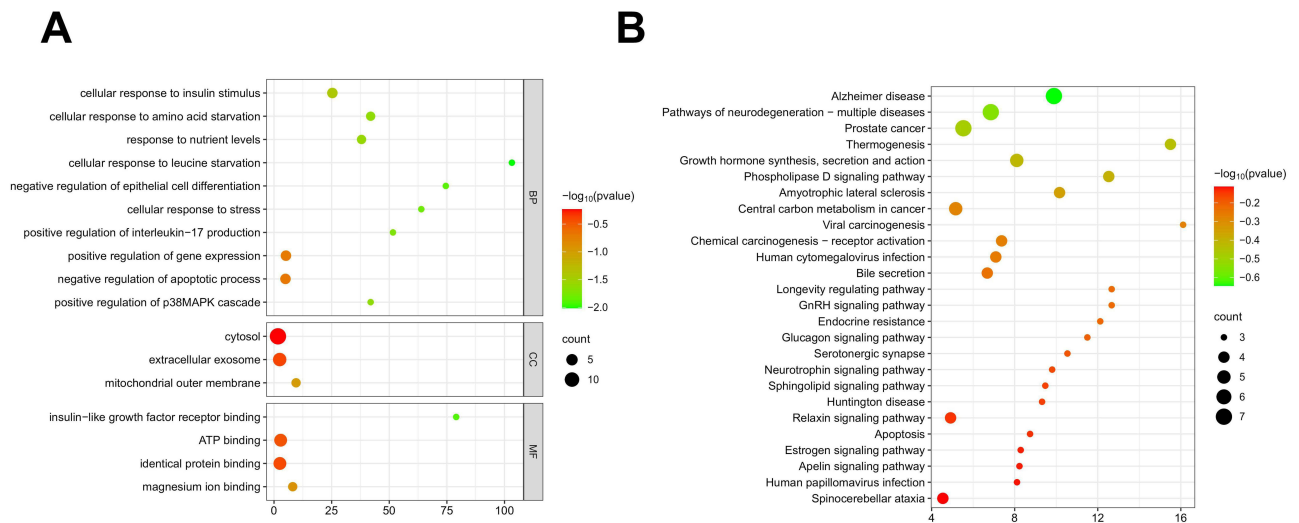 A
cellular response to insulin stimulus
cellular response to amino acid starvation
response to nutrient levels
cellular response to leucine starvation
negative regulation of epithelial cell differentiation
cellular response to stress
positive regulation of interleukin−17 production
positive regulation of gene expression
negative regulation of apoptotic process
positive regulation of p38MAPK cascade
BP
cytosol
extracellular exosome
mitochondrial outer membrane
CC
insulin−like growth factor receptor binding
ATP binding
identical protein binding
magnesium ion binding
MF
0 25 50 75 100
−log10(pvalue)
−0.5
−1.0
−1.5
−2.0
count
5
10
B
Alzheimer disease
Pathways of neurodegeneration − multiple diseases
Prostate cancer
Thermogenesis
Growth hormone synthesis, secretion and action
Phospholipase D signaling pathway
Amyotrophic lateral sclerosis
Central carbon metabolism in cancer
Viral carcinogenesis
Chemical carcinogenesis − receptor activation
Human cytomegalovirus infection
Bile secretion
Longevity regulating pathway
GnRH signaling pathway
Endocrine resistance
Glucagon signaling pathway
Serotonergic synapse
Neurotrophin signaling pathway
Sphingolipid signaling pathway
Huntington disease
Relaxin signaling pathway
Apoptosis
Estrogen signaling pathway
Apelin signaling pathway
Human papillomavirus infection
Spinocerebellar ataxia
4 8 12 16
−log10(pvalue)
−0.2
−0.3
−0.4
−0.5
−0.6
count
3
4
5
6
7